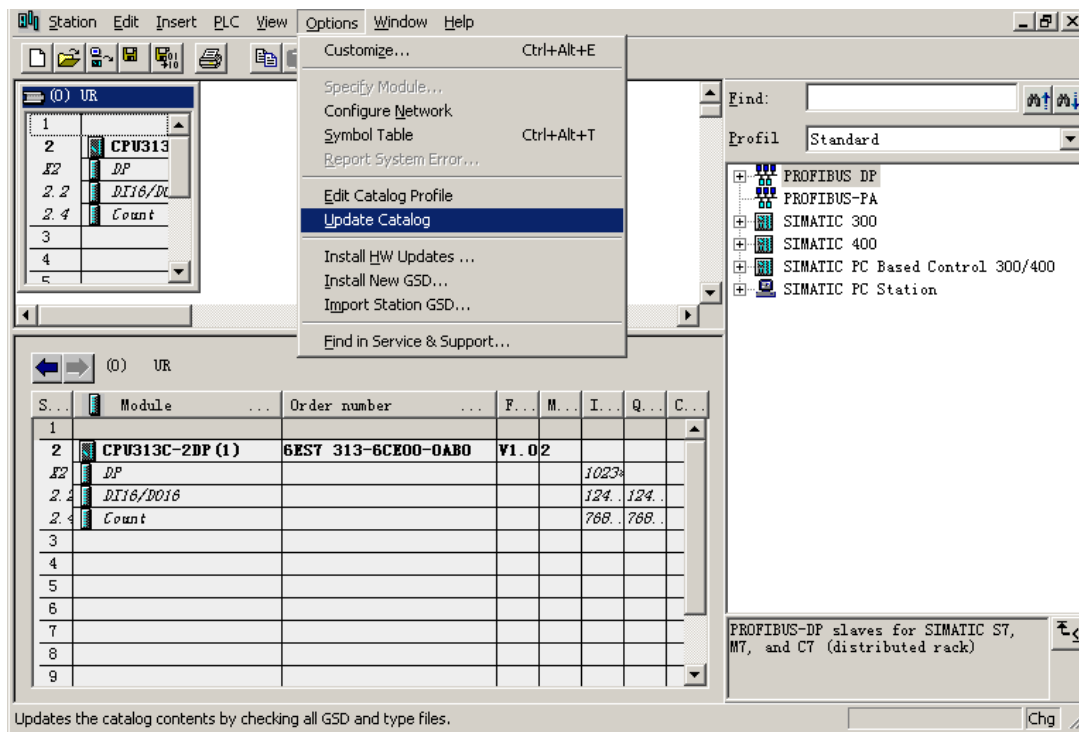 Station Edit Insert PLC View Options Window Help
Customize... Ctrl+Alt+E
Specify Module...
Configure Network
Symbol Table Ctrl+Alt+T
Report System Error...
Edit Catalog Profile
Update Catalog
Install HW Updates ...
Install New GSD...
Import Station GSD...
Find in Service & Support...
(0) UR
1
2 CPU313
X2 DP
2.2 DI16/DO
2.4 Count
3
4
5
Find:
Profil Standard
PROFIBUS DP
PROFIBUS-PA
SIMATIC 300
SIMATIC 400
SIMATIC PC Based Control 300/400
SIMATIC PC Station
(0) UR
S... Module ... Order number ... F... M... I... Q... C...
1
2 CPU313C-2DP(1) 6ES7 313-6CE00-0AB0 V1.0 2
X2 DP 1023*
2.2 DI16/DO16 124.. 124..
2.4 Count 768.. 768..
3
4
5
6
7
8
9
PROFIBUS-DP slaves for SIMATIC S7,
M7, and C7 (distributed rack)
Updates the catalog contents by checking all GSD and type files. Chg